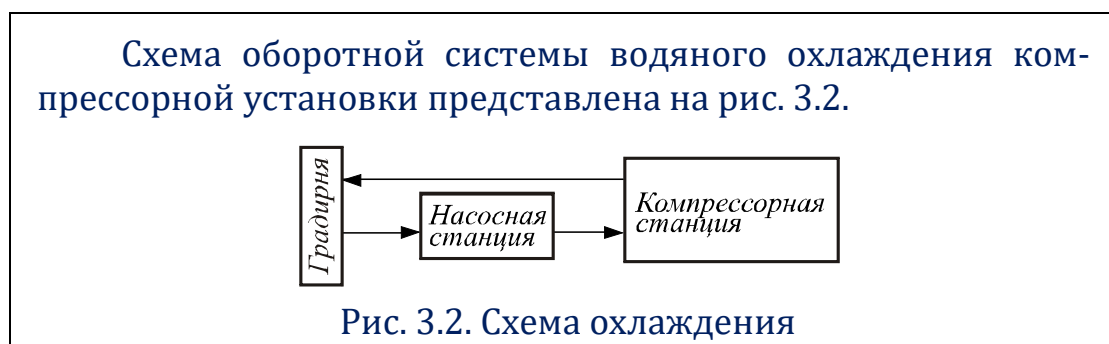 Схема оборотной системы водяного охлаждения ком-
прессорной установки представлена на рис. 3.2.
Градирня
Насосная
станция
Компрессорная
станция
Рис. 3.2. Схема охлаждения